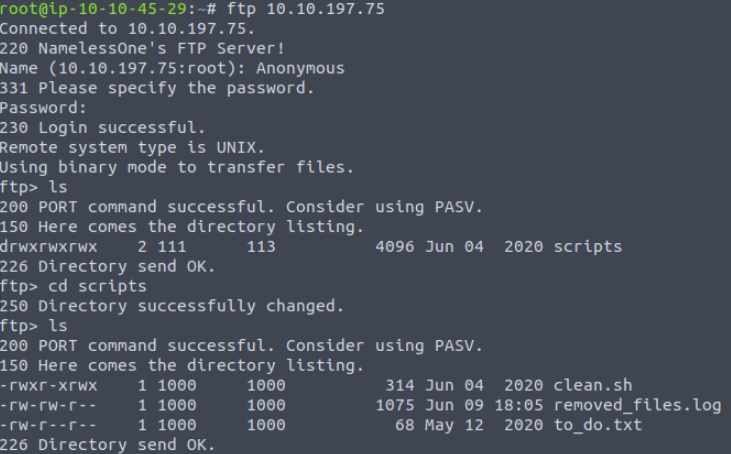 root@ip-10-10-45-29:~# ftp 10.10.197.75
Connected to 10.10.197.75.
220 NamelessOne's FTP Server!
Name (10.10.197.75:root): Anonymous
331 Please specify the password.
Password:
230 Login successful.
Remote system type is UNIX.
Using binary mode to transfer files.
ftp> ls
200 PORT command successful. Consider using PASV.
150 Here comes the directory listing.
drwxrwxrwx    2 111      113          4096 Jun 04  2020 scripts
226 Directory send OK.
ftp> cd scripts
250 Directory successfully changed.
ftp> ls
200 PORT command successful. Consider using PASV.
150 Here comes the directory listing.
-rwxr-xrwx    1 1000     1000          314 Jun 04  2020 clean.sh
-rw-rw-r--    1 1000     1000         1075 Jun 09 18:05 removed_files.log
-rw-r--r--    1 1000     1000           68 May 12  2020 to_do.txt
226 Directory send OK.